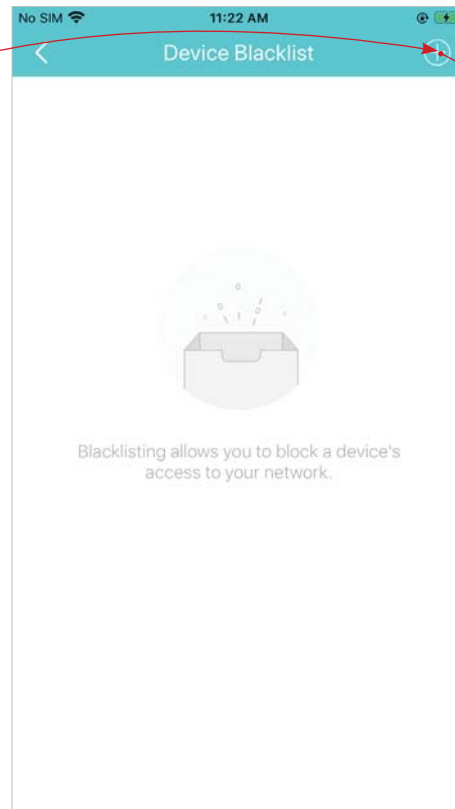 No SIM
11:22 AM
Device Blacklist
Blacklisting allows you to block a device's
access to your network.